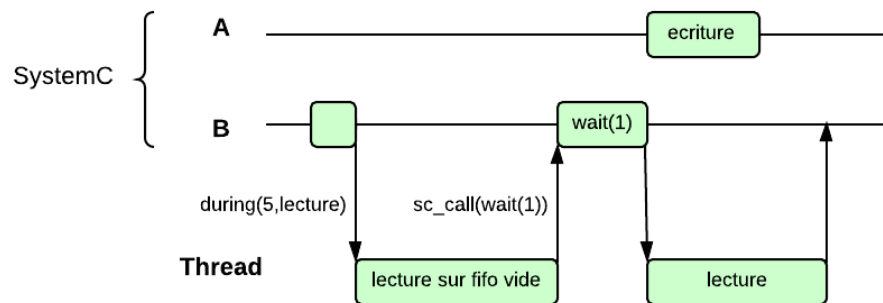 A
ecriture
SystemC
B
wait(1)
during(5,lecture)
sc_call(wait(1))
Thread
lecture sur fifo vide
lecture